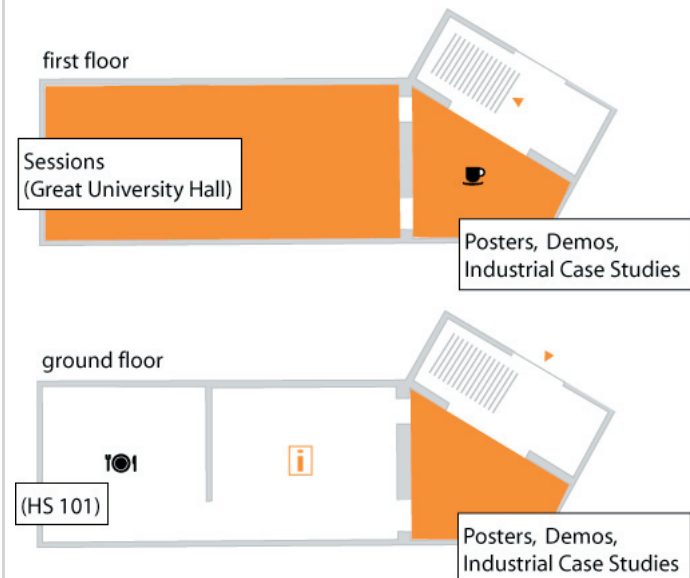 first floor
Sessions
(Great University Hall)
Posters, Demos,
Industrial Case Studies
ground floor
i
(HS 101)
Posters, Demos,
Industrial Case Studies